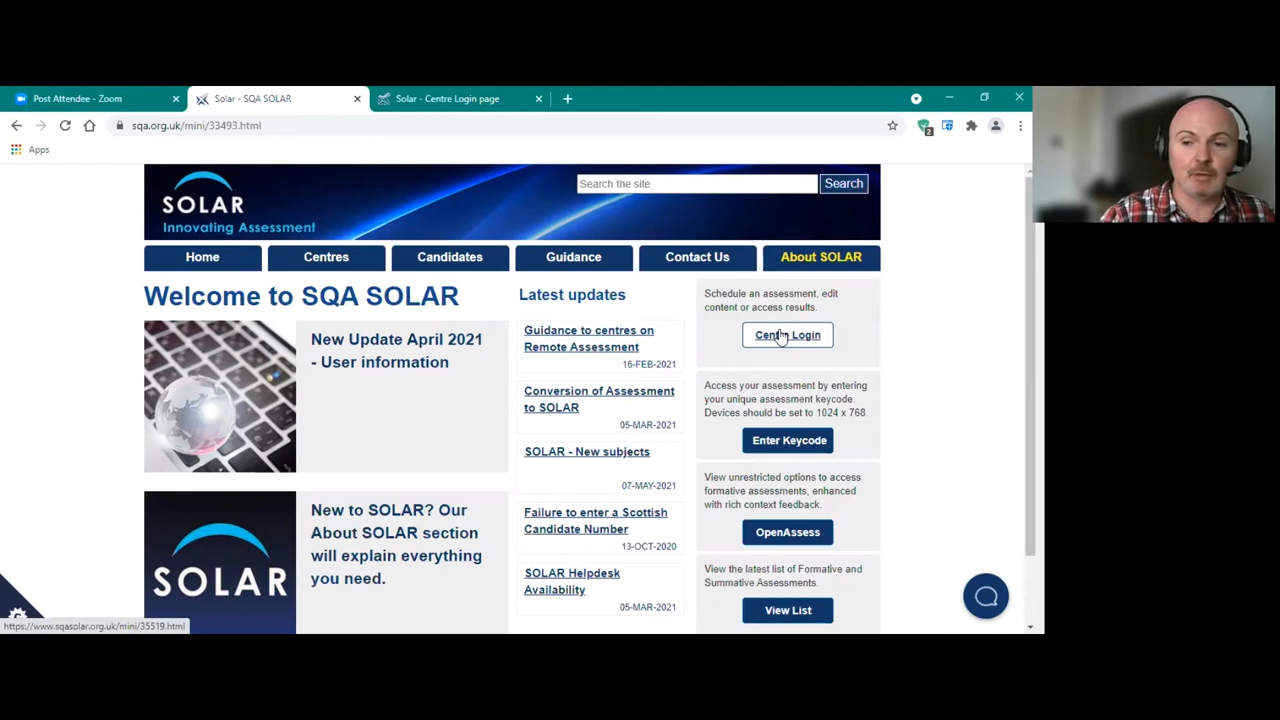 Post Attendee - Zoom
Solar - SQA SOLAR
Solar - Centre Login page
sqa.org.uk/mini/33493.html
2
Apps
SOLAR
Innovating Assessment
Search the site
Search
Home
Centres
Candidates
Guidance
Contact Us
About SOLAR
Welcome to SQA SOLAR
New Update April 2021
- User information
SOLAR
New to SOLAR? Our
About SOLAR section
will explain everything
you need.
Latest updates
Guidance to centres on
Remote Assessment
16-FEB-2021
Conversion of Assessment
to SOLAR
05-MAR-2021
SOLAR - New subjects
07-MAY-2021
Failure to enter a Scottish
Candidate Number
13-OCT-2020
SOLAR Helpdesk
Availability
05-MAR-2021
Schedule an assessment, edit
content or access results.
Centre Login
Access your assessment by entering
your unique assessment keycode.
Devices should be set to 1024 x 768.
Enter Keycode
View unrestricted options to access
formative assessments, enhanced
with rich context feedback.
OpenAssess
View the latest list of Formative and
Summative Assessments.
View List
https://www.sqasolar.org.uk/mini/35519.html